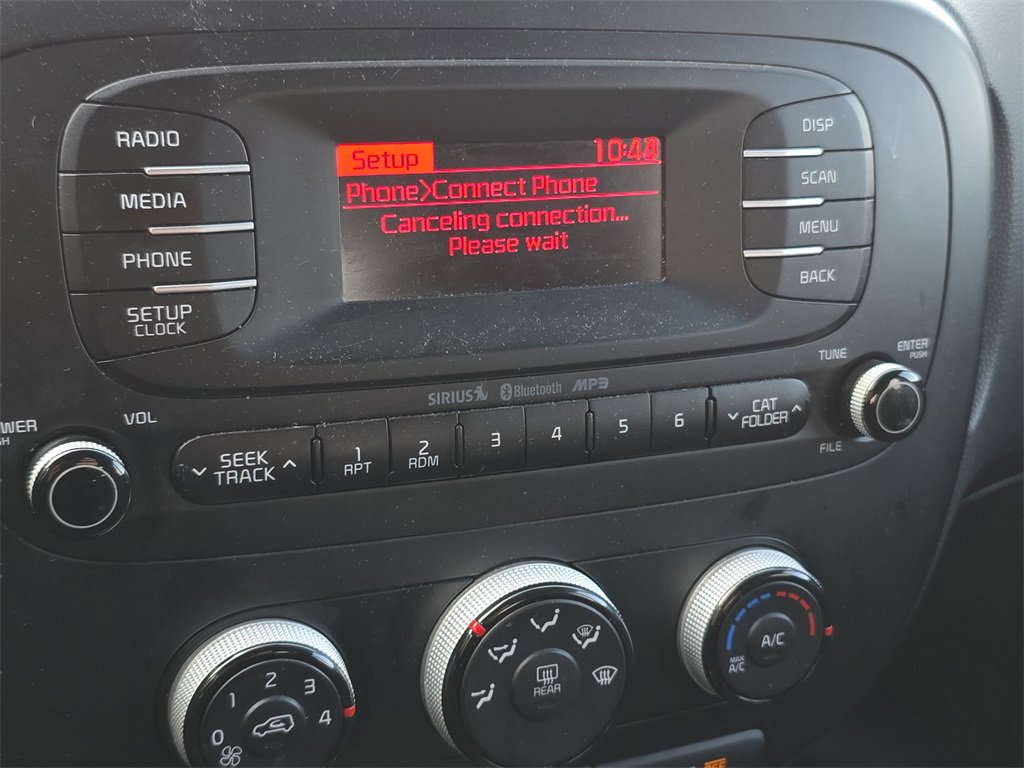 RADIO
MEDIA
PHONE
SETUP
CLOCK
Setup
Phone>Connect Phone
Canceling connection...
Please wait
DISP
SCAN
MENU
BACK
TUNE
ENTER
PUSH
FILE
VOL
SIRIUS Bluetooth MP3
SEEK
TRACK
1
RPT
2
RDM
3
4
5
6
CAT
FOLDER
0
1
2
3
4
REAR
A/C
MAX
A/C